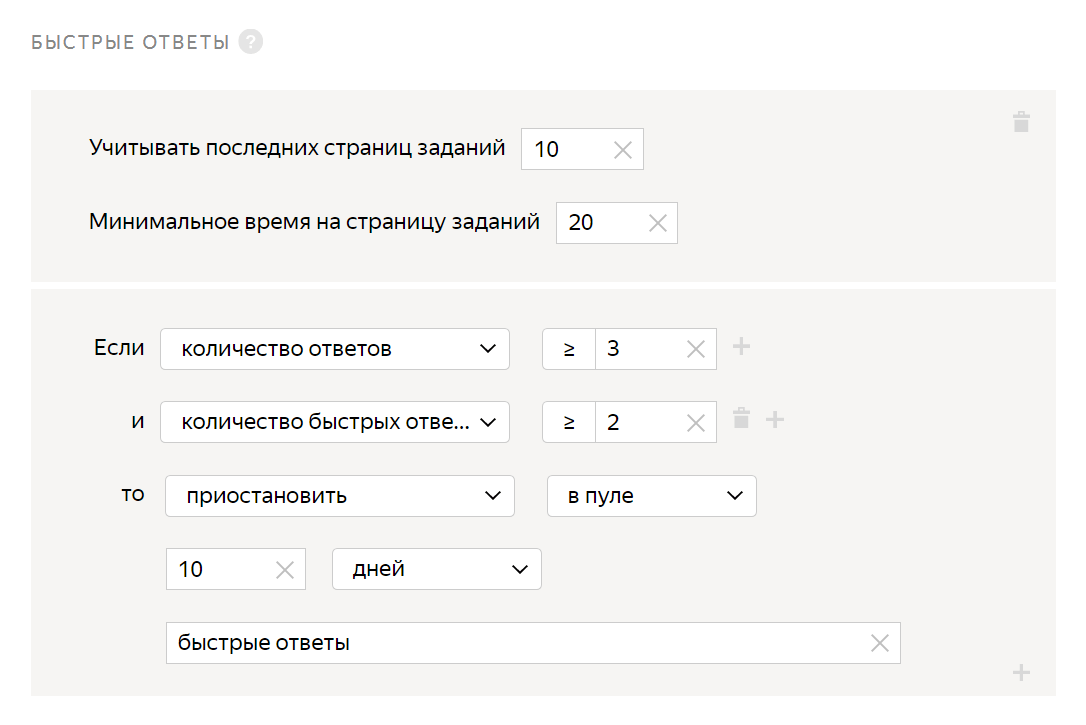 БЫСТРЫЕ ОТВЕТЫ ?
Учитывать последних страниц заданий 10
Минимальное время на страницу заданий 20
Если количество ответов ≥ 3
и количество быстрых отве... ≥ 2
то приостановить в пуле
10 дней
быстрые ответы